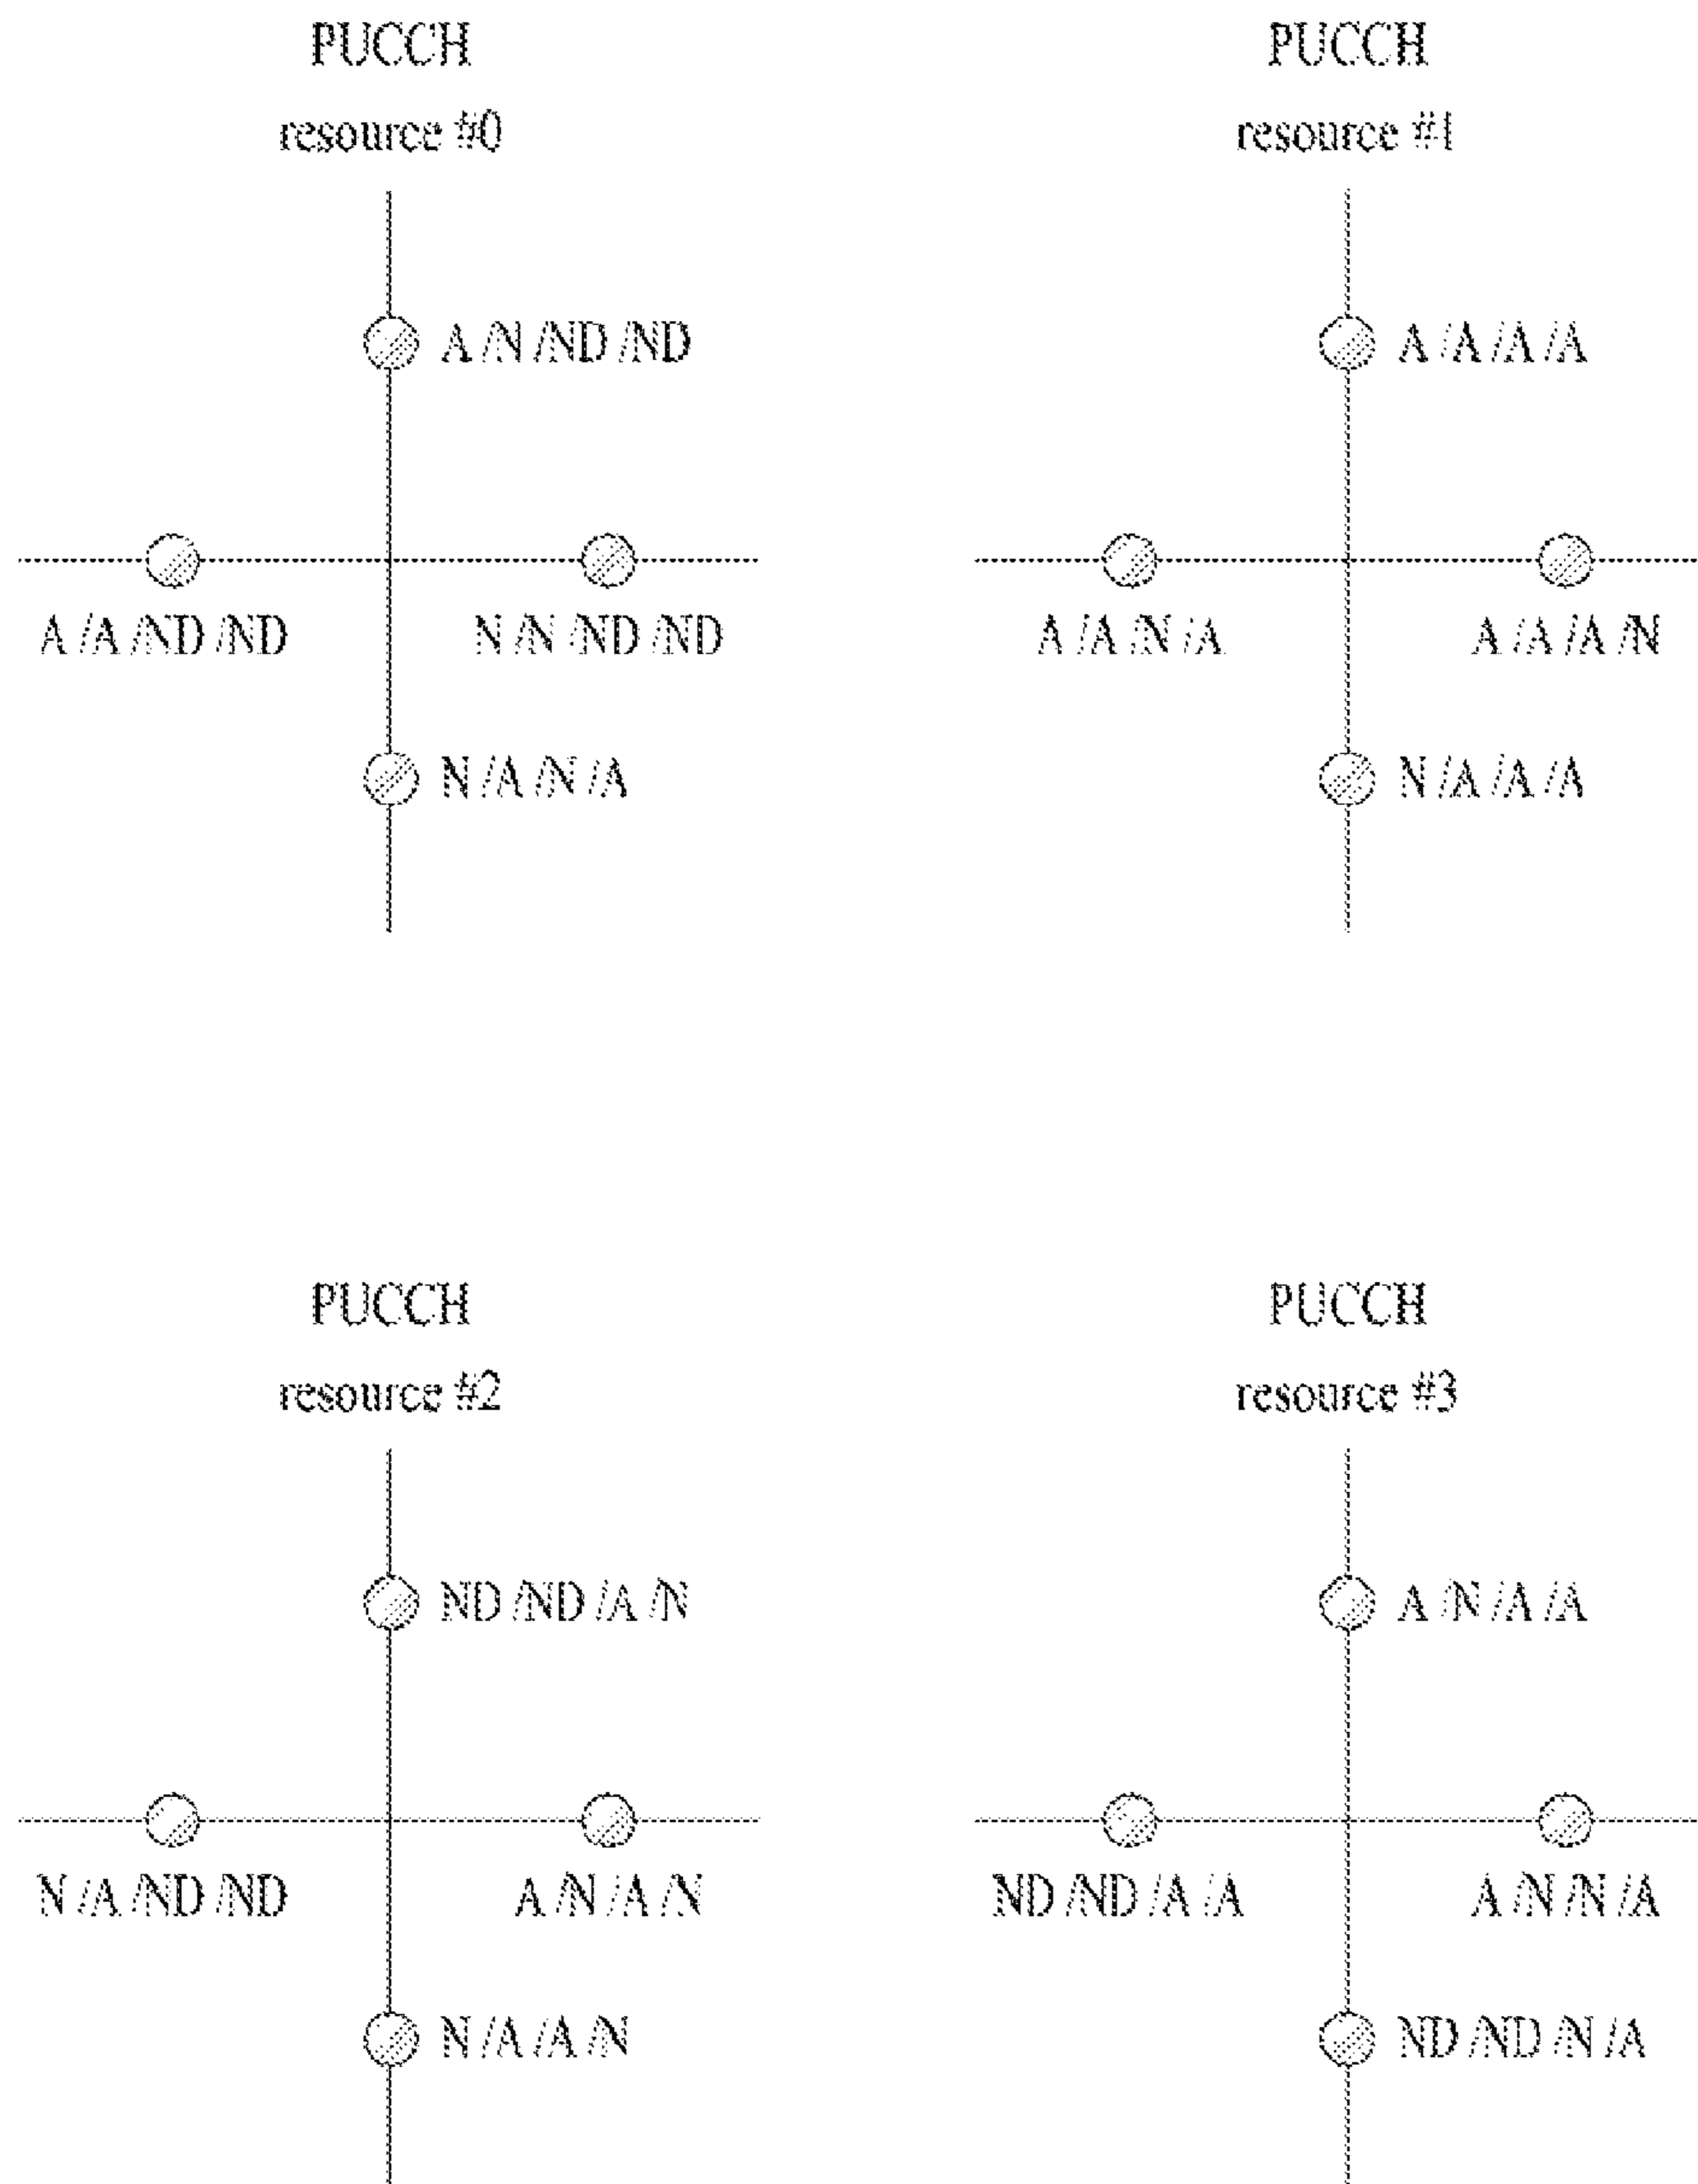 PUCCH
resource #0
A /N /ND /ND
A /A /ND /ND
N /N /ND /ND
N /A /N /A
PUCCH
resource #1
A /A /A /A
A /A /N /A
A /A /A /N
N /A /A /A
PUCCH
resource #2
ND /ND /A /N
N /A /ND /ND
A /N /A /N
N /A /A /N
PUCCH
resource #3
A /N /A /A
ND /ND /A /A
A /N /N /A
ND /ND /N /A